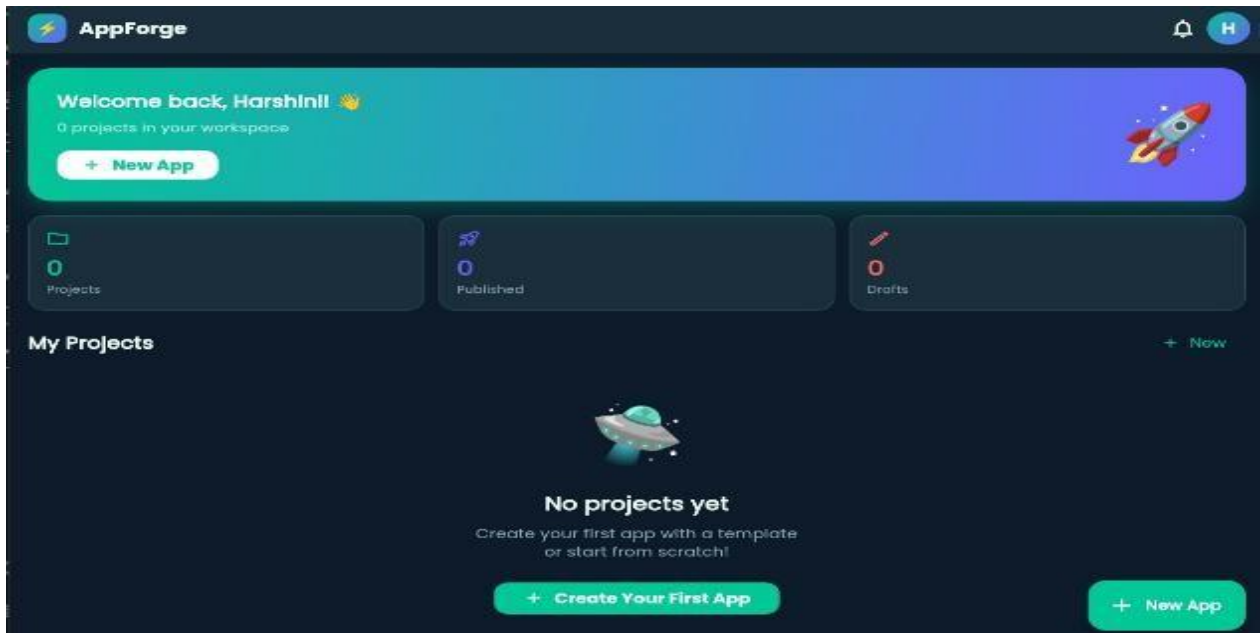 AppForge
H
Welcome back, Harshini! 👋
0 projects in your workspace
+ New App
0
Projects
0
Published
0
Drafts
My Projects
+ New
No projects yet
Create your first app with a template
or start from scratch!
+ Create Your First App
+ New App